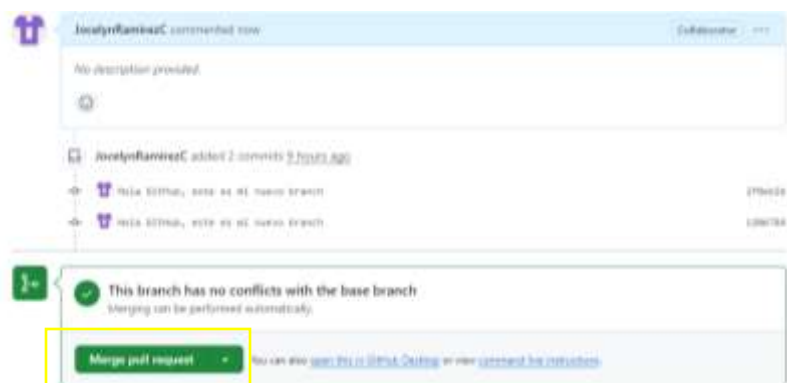 JocelynRamirezC commented now Collaborator
No description provided.
JocelynRamirezC added 2 commits 9 hours ago
Hola GitHub, este es mi nuevo branch
Hola GitHub, este es mi nuevo branch
This branch has no conflicts with the base branch
Merging can be performed automatically.
Merge pull request You can also open this in GitHub Desktop or view command line instructions.